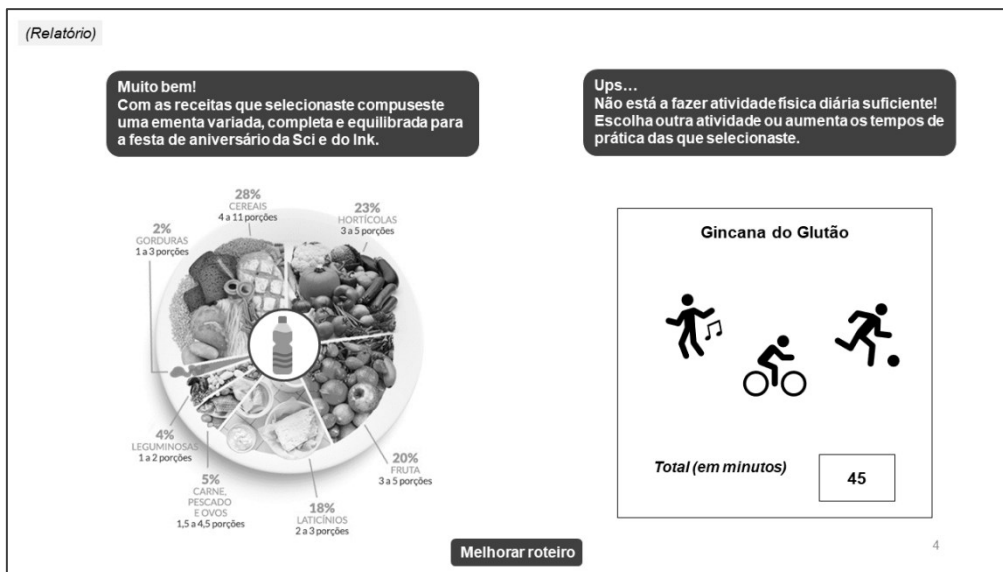 (Relatório)
Muito bem!
Com as receitas que selecionaste compuseste
uma ementa variada, completa e equilibrada para
a festa de aniversário da Sci e do Ink.
Ups...
Não está a fazer atividade física diária suficiente!
Escolha outra atividade ou aumenta os tempos de
prática das que selecionaste.
28%
CEREAIS
4 a 11 porções
23%
HORTÍCOLAS
3 a 5 porções
2%
GORDURAS
1 a 3 porções
4%
LEGUMINOSAS
1 a 2 porções
5%
CARNE,
PESCADO
E OVOS
1,5 a 4,5 porções
18%
LATICÍNIOS
2 a 3 porções
20%
FRUTA
3 a 5 porções
Gincana do Glutão
Total (em minutos)
45
Melhorar roteiro
4